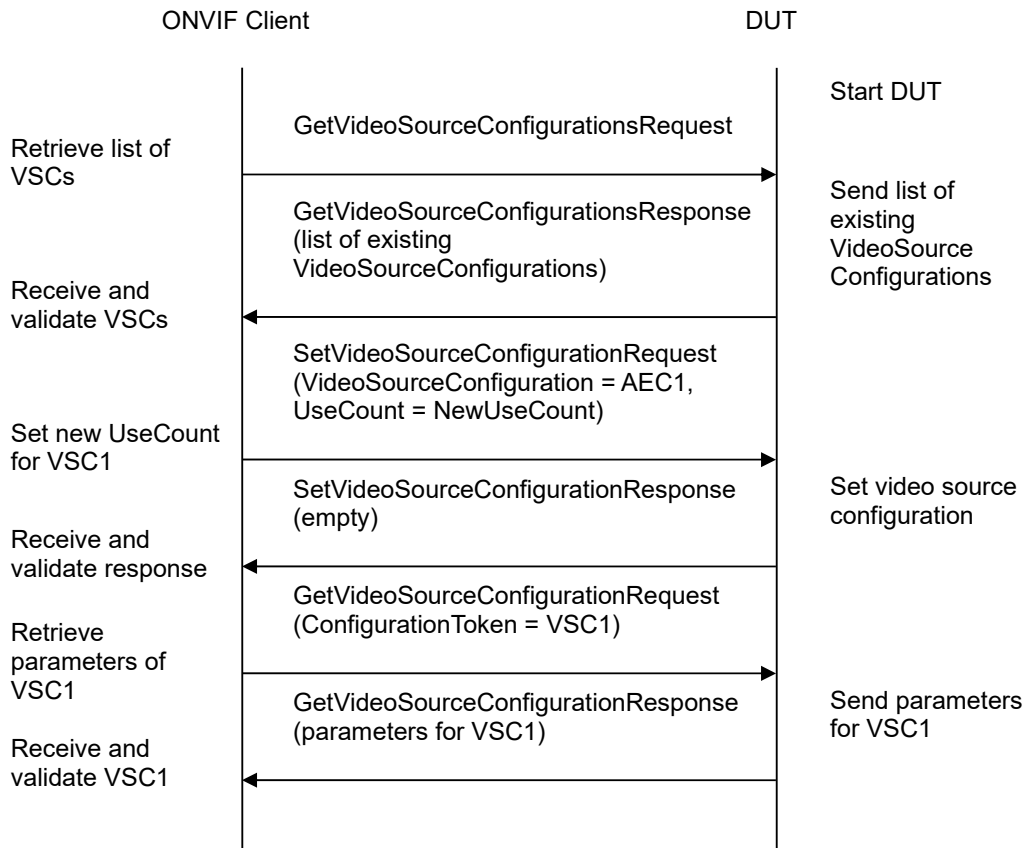 ONVIF Client
DUT
Start DUT
GetVideoSourceConfigurationsRequest
Retrieve list of
VSCs
Send list of
existing
VideoSource
Configurations
GetVideoSourceConfigurationsResponse
(list of existing
VideoSourceConfigurations)
Receive and
validate VSCs
SetVideoSourceConfigurationRequest
(VideoSourceConfiguration = AEC1,
UseCount = NewUseCount)
Set new UseCount
for VSC1
SetVideoSourceConfigurationResponse
(empty)
Set video source
configuration
Receive and
validate response
GetVideoSourceConfigurationRequest
(ConfigurationToken = VSC1)
Retrieve
parameters of
VSC1
GetVideoSourceConfigurationResponse
(parameters for VSC1)
Send parameters
for VSC1
Receive and
validate VSC1